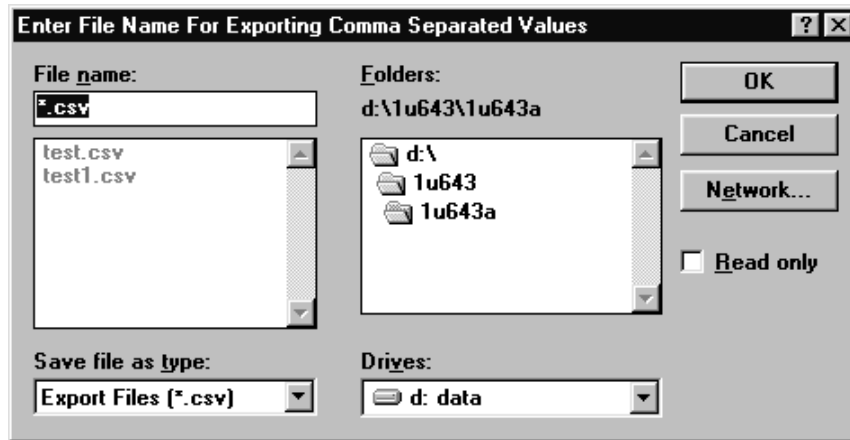 Enter File Name For Exporting Comma Separated Values
File name:
*.csv
test.csv
test1.csv
Save file as type:
Export Files (*.csv)
Folders:
d:\1u643\1u643a
d:\
1u643
1u643a
Drives:
d: data
OK
Cancel
Network...
Read only